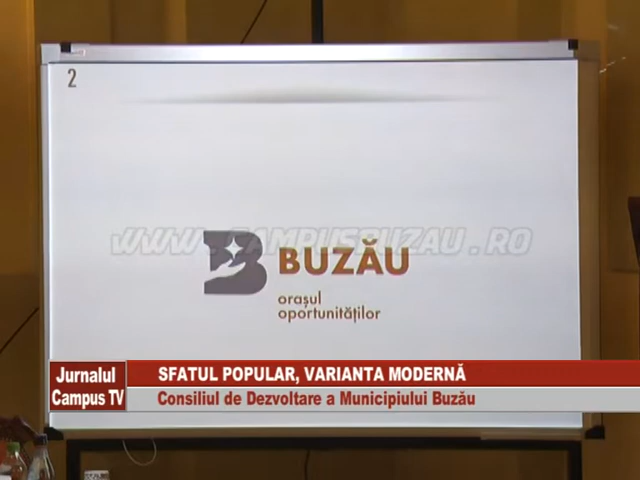 2
WWW.CAMPUSBUZAU.RO
BUZĂU
orașul
oportunităților
Jurnalul
Campus TV
SFATUL POPULAR, VARIANTA MODERNĂ
Consiliul de Dezvoltare a Municipiului Buzău